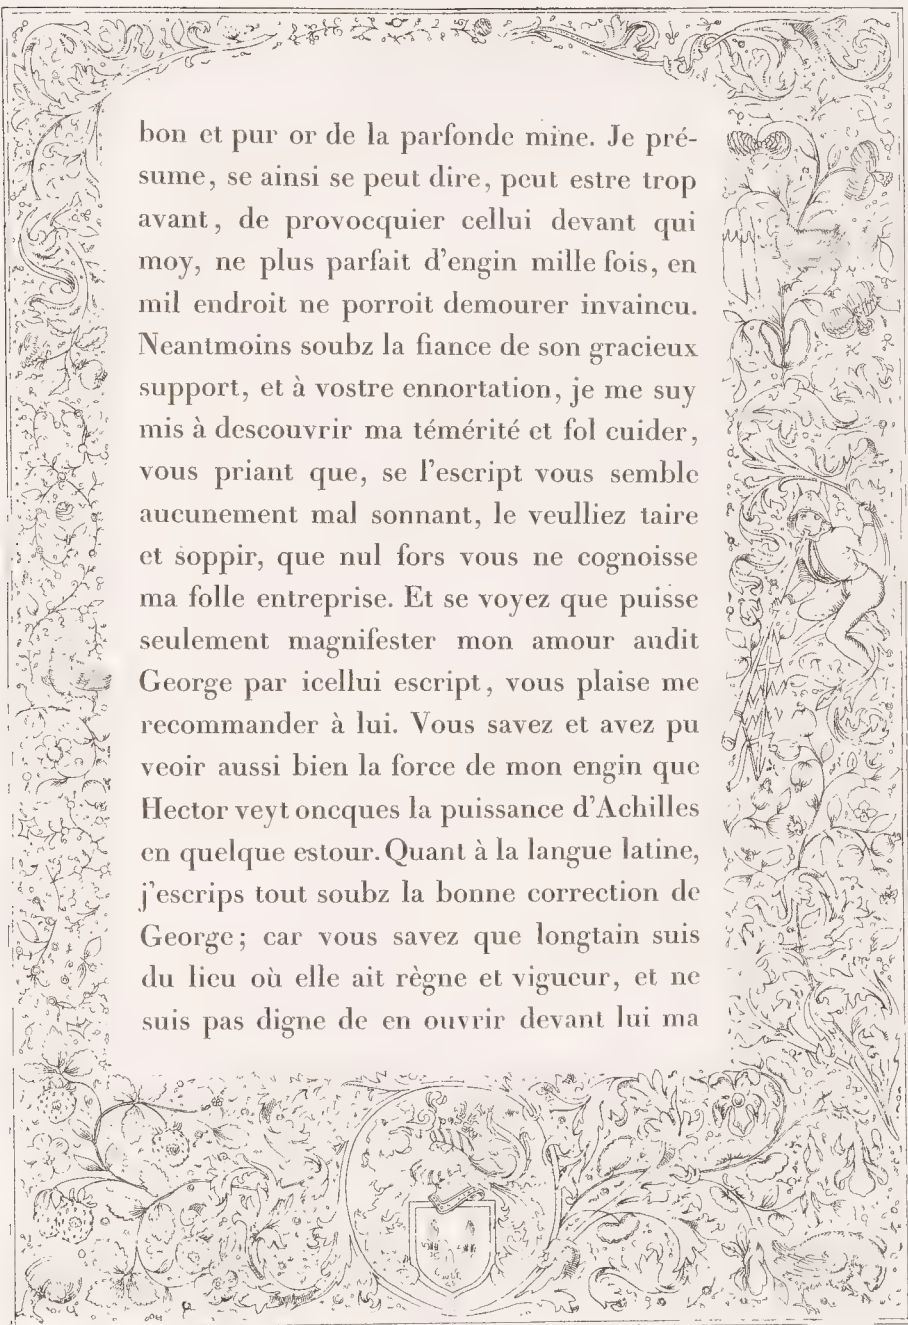 bon et pur or de la parfonde mine. Je pré-
sume, se ainsi se peut dire, peut estre trop
avant, de provocquier cellui devant qui
moy, ne plus parfait d'engin mille fois, en
mil endroit ne porroit demourer invaincu.
Neantmoins soubz la fiance de son gracieux
support, et à vostre ennortation, je me suy
mis à descouvrir ma témérité et fol cuider,
vous priant que, se l'escript vous semble
aucunement mal sonnant, le veulliez taire
et soppir, que nul fors vous ne cognoisse
ma folle entreprise. Et se voyez que puisse
seulement magnifester mon amour audit
George par icellui escript, vous plaise me
recommander à lui. Vous savez et avez pu
veoir aussi bien la force de mon engin que
Hector veyt oncques la puissance d'Achilles
en quelque estour. Quant à la langue latine,
j'escrips tout soubz la bonne correction de
George; car vous savez que longtain suis
du lieu où elle ait règne et vigueur, et ne
suis pas digne de en ouvrir devant lui ma